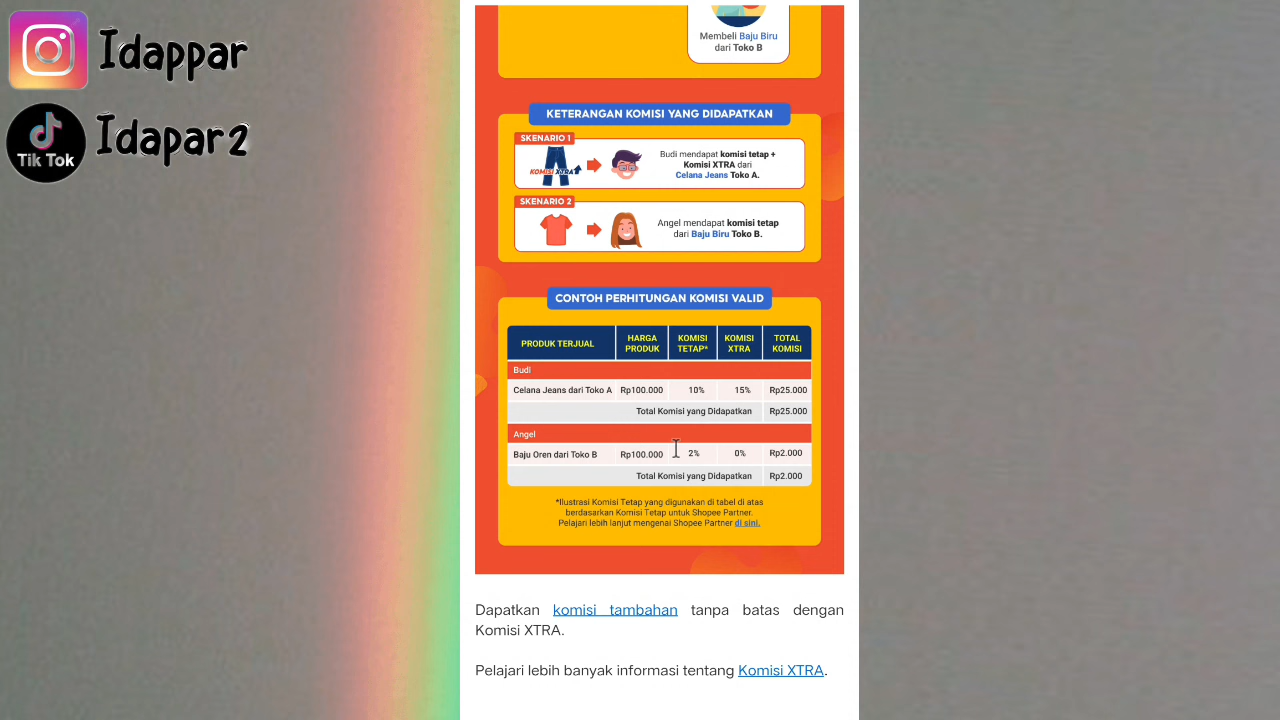 Idappar
Tik Tok
Idapar2
Membeli Baju Biru
dari Toko B
KETERANGAN KOMISI YANG DIDAPATKAN
SKENARIO 1
KOMISI XTRA
Budi mendapat komisi tetap +
Komisi XTRA dari
Celana Jeans Toko A.
SKENARIO 2
Angel mendapat komisi tetap
dari Baju Biru Toko B.
CONTOH PERHITUNGAN KOMISI VALID
PRODUK TERJUAL HARGA PRODUK KOMISI TETAP* KOMISI XTRA TOTAL KOMISI
Budi
Celana Jeans dari Toko A Rp100.000 10% 15% Rp25.000
Total Komisi yang Didapatkan Rp25.000
Angel
Baju Oren dari Toko B Rp100.000 2% 0% Rp2.000
Total Komisi yang Didapatkan Rp2.000
*Ilustrasi Komisi Tetap yang digunakan di tabel di atas
berdasarkan Komisi Tetap untuk Shopee Partner.
Pelajari lebih lanjut mengenai Shopee Partner di sini.
Dapatkan komisi tambahan tanpa batas dengan
Komisi XTRA.
Pelajari lebih banyak informasi tentang Komisi XTRA.